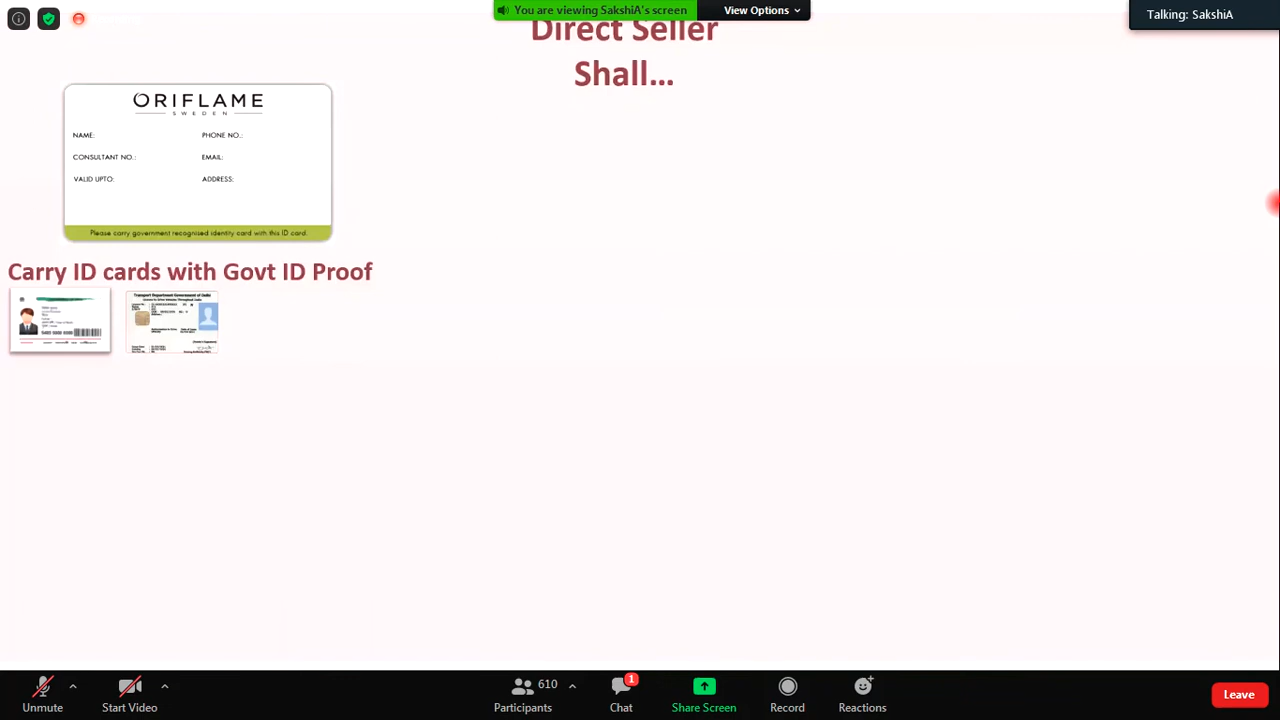 You are viewing SakshiA's screen
View Options
Talking: SakshiA
Direct Seller
Shall...
ORIFLAME
SWEDEN
NAME:
PHONE NO.:
CONSULTANT NO.:
EMAIL:
VALID UPTO:
ADDRESS:
Please carry government recognised identity card with this ID card.
Carry ID cards with Govt ID Proof
Transport Department Government of India
Unmute
Start Video
610
Participants
1
Chat
Share Screen
Record
Reactions
Leave